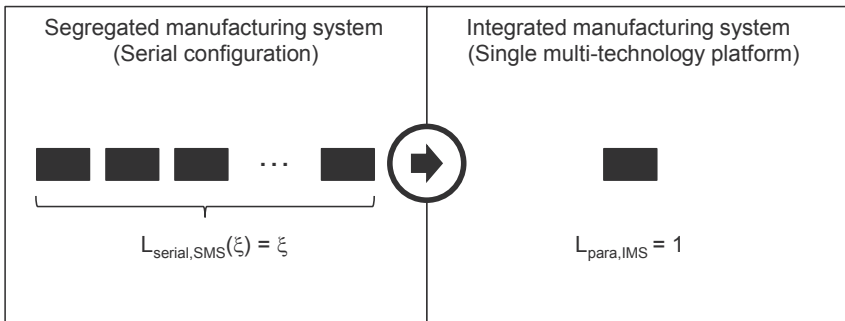 Segregated manufacturing system
(Serial configuration)
Integrated manufacturing system
(Single multi-technology platform)
...
L_serial,SMS(ξ) = ξ
L_para,IMS = 1